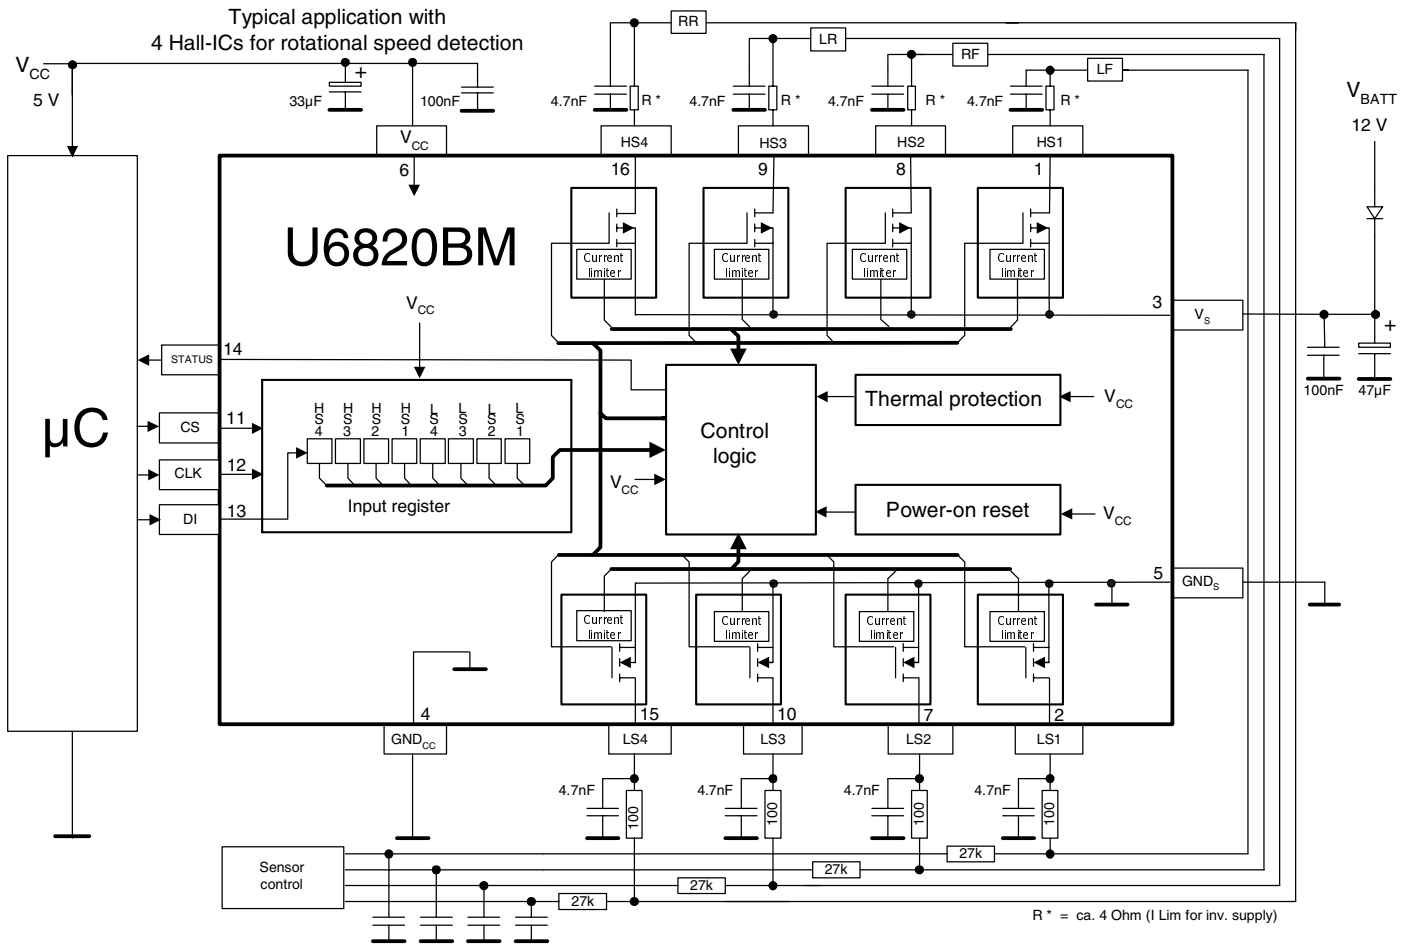 Typical application with
4 Hall-ICs for rotational speed detection
RR
LR
RF
LF
VCC
5 V
33µF
+
100nF
4.7nF
R *
4.7nF
R *
4.7nF
R *
4.7nF
R *
VBATT
12 V
VCC
HS4
HS3
HS2
HS1
6
16
9
8
1
U6820BM
Current
limiter
Current
limiter
Current
limiter
Current
limiter
VCC
3
VS
+
100nF
47µF
STATUS
14
µC
CS
11
CLK
12
DI
13
HS4
HS3
HS2
HS1
LS4
LS3
LS2
LS1
Input register
VCC
Control
logic
Thermal protection
VCC
Power-on reset
VCC
5
GNDS
Current
limiter
Current
limiter
Current
limiter
Current
limiter
4
15
10
7
2
GNDCC
LS4
LS3
LS2
LS1
4.7nF
100
4.7nF
100
4.7nF
100
4.7nF
100
Sensor
control
27k
27k
27k
27k
R * = ca. 4 Ohm (I Lim for inv. supply)